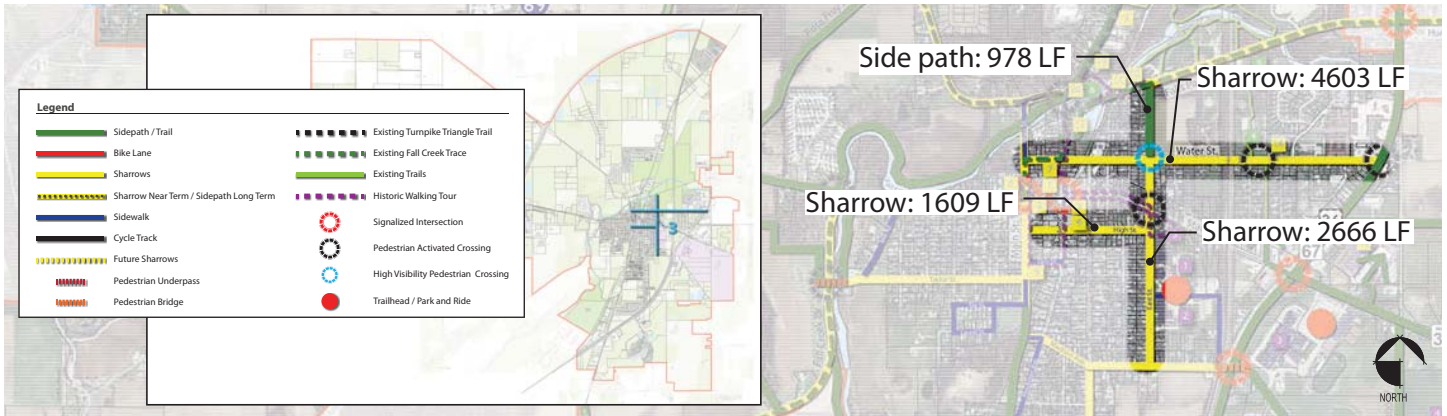 Legend
Sidepath / Trail
Bike Lane
Sharrows
Sharrow Near Term / Sidepath Long Term
Sidewalk
Cycle Track
Future Sharrows
Pedestrian Underpass
Pedestrian Bridge
Existing Turnpike Triangle Trail
Existing Fall Creek Trace
Existing Trails
Historic Walking Tour
Signalized Intersection
Pedestrian Activated Crossing
High Visibility Pedestrian Crossing
Trailhead / Park and Ride
3
Side path: 978 LF
Sharrow: 4603 LF
Water St.
Sharrow: 1609 LF
High St.
Sharrow: 2666 LF
East St.
67
NORTH